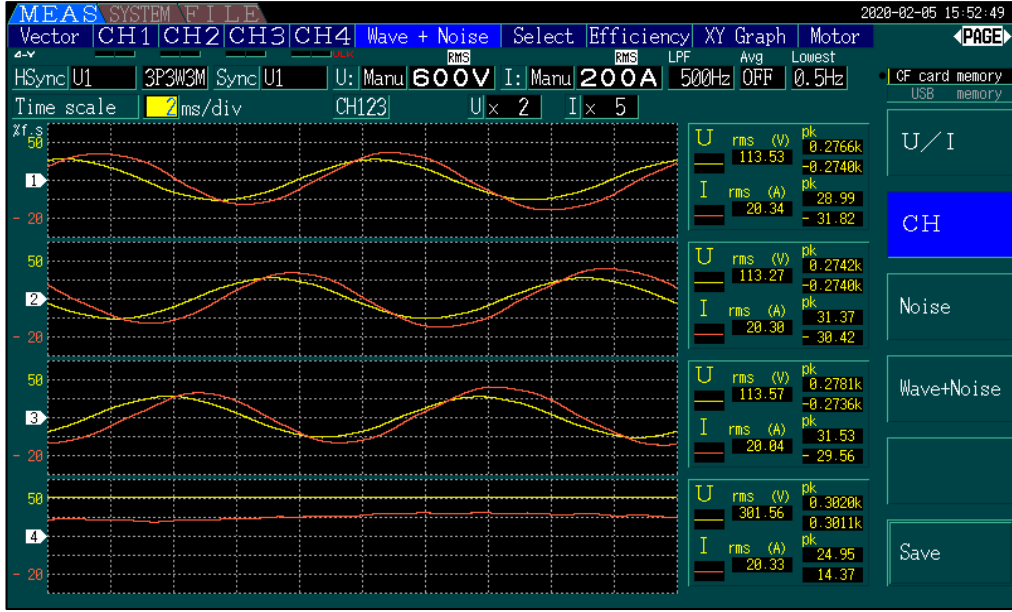 MEAS SYSTEM FILE 2020-02-05 15:52:49
Vector CH1 CH2 CH3 CH4 Wave + Noise Select Efficiency XY Graph Motor PAGE
Δ-Y RMS RMS LPF Avg Lowest
HSync U1 3P3W3M Sync U1 U: Manu 600V I: Manu 200A 500Hz OFF 0.5Hz CF card memory
USB memory
Time scale 2 ms/div CH123 U× 2 I× 5
%f.s
50
1
- 20
U rms (V) pk
113.53 0.2766k
-0.2740k
I rms (A) pk
20.34 28.99
- 31.82
50
2
- 20
U rms (V) pk
113.27 0.2742k
-0.2740k
I rms (A) pk
20.30 31.37
- 30.42
50
3
- 20
U rms (V) pk
113.57 0.2781k
-0.2736k
I rms (A) pk
20.04 31.53
- 29.56
50
4
- 20
U rms (V) pk
301.56 0.3020k
0.3011k
I rms (A) pk
20.33 24.95
14.37
U/I
CH
Noise
Wave+Noise
Save